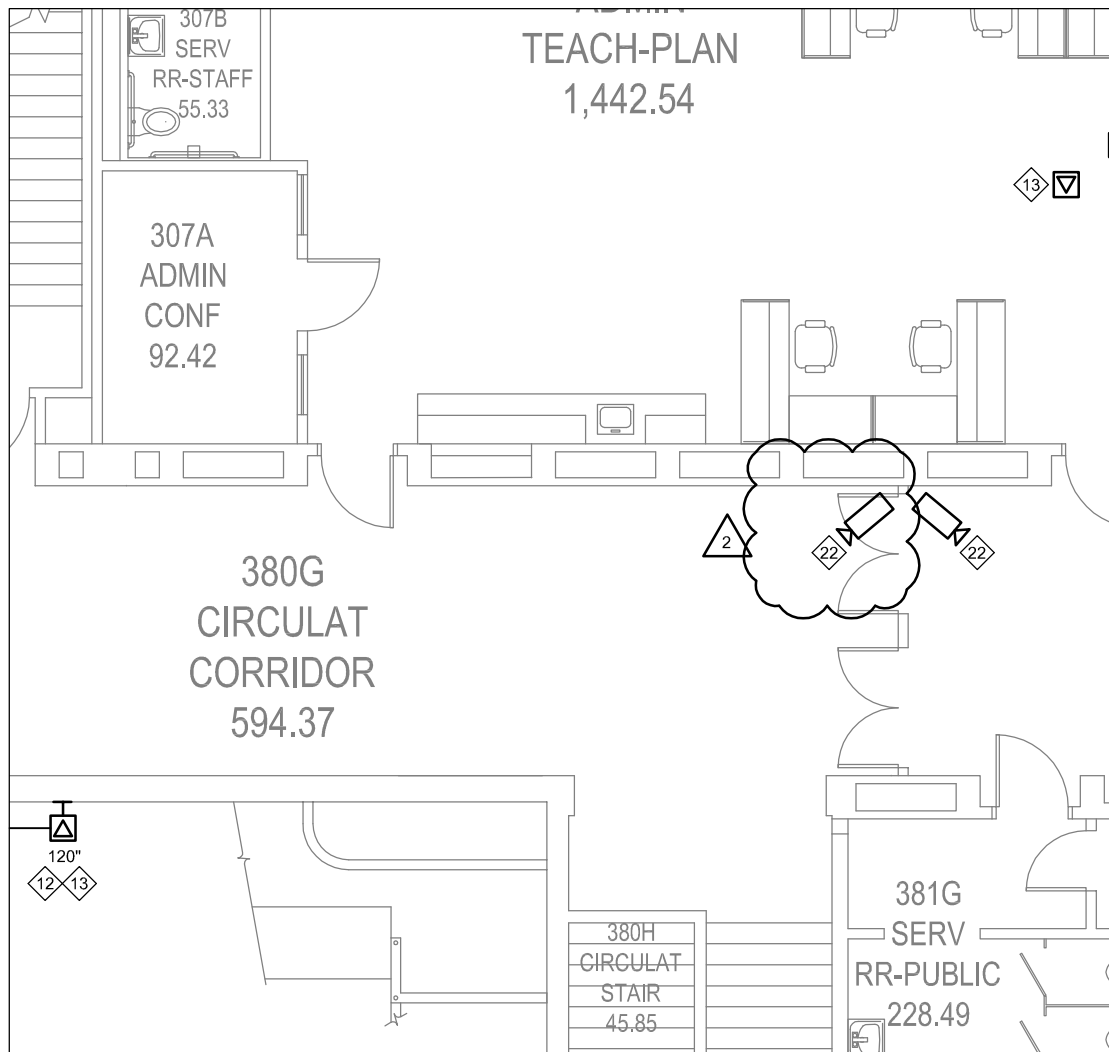 307B
SERV
RR-STAFF
55.33
ADMIN
TEACH-PLAN
1,442.54
13
307A
ADMIN
CONF
92.42
2
22
22
380G
CIRCULAT
CORRIDOR
594.37
120"
12
13
380H
CIRCULAT
STAIR
45.85
381G
SERV
RR-PUBLIC
228.49